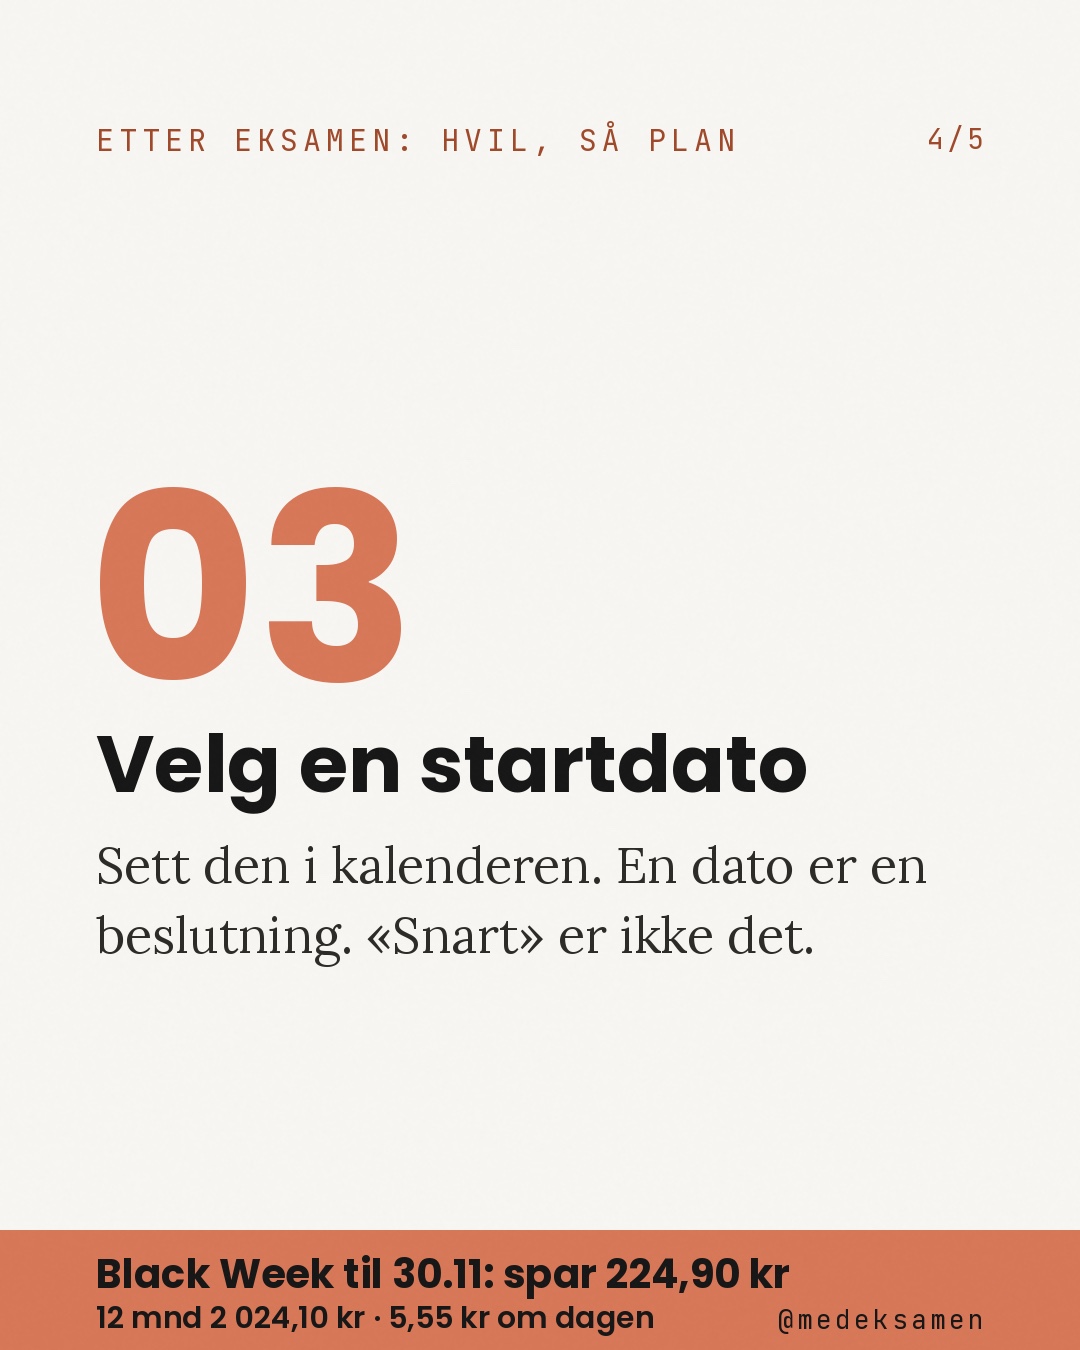 ETTER EKSAMEN: HVIL, SÅ PLAN 4/5
03
Velg en startdato
Sett den i kalenderen. En dato er en
beslutning. «Snart» er ikke det.
Black Week til 30.11: spar 224,90 kr
12 mnd 2 024,10 kr · 5,55 kr om dagen @medeksamen